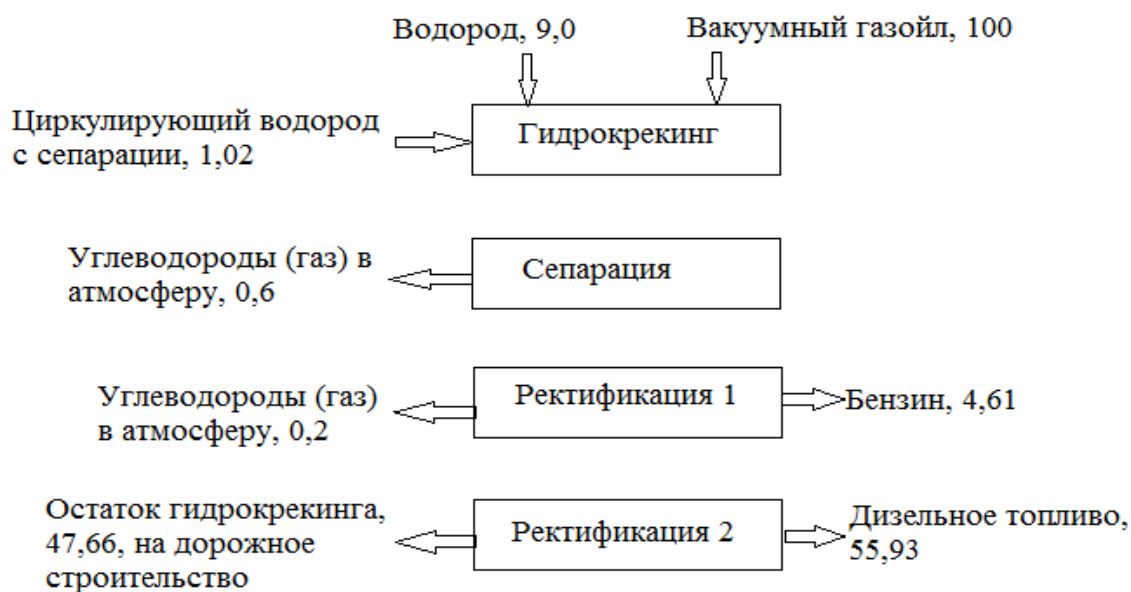 Водород, 9,0
Вакуумный газойл, 100
Циркулирующий водород
с сепарации, 1,02
Гидрокрекинг
Углеводороды (газ) в
атмосферу, 0,6
Сепарация
Углеводороды (газ)
в атмосферу, 0,2
Ректификация 1
Бензин, 4,61
Остаток гидрокрекинга,
47,66, на дорожное
строительство
Ректификация 2
Дизельное топливо,
55,93